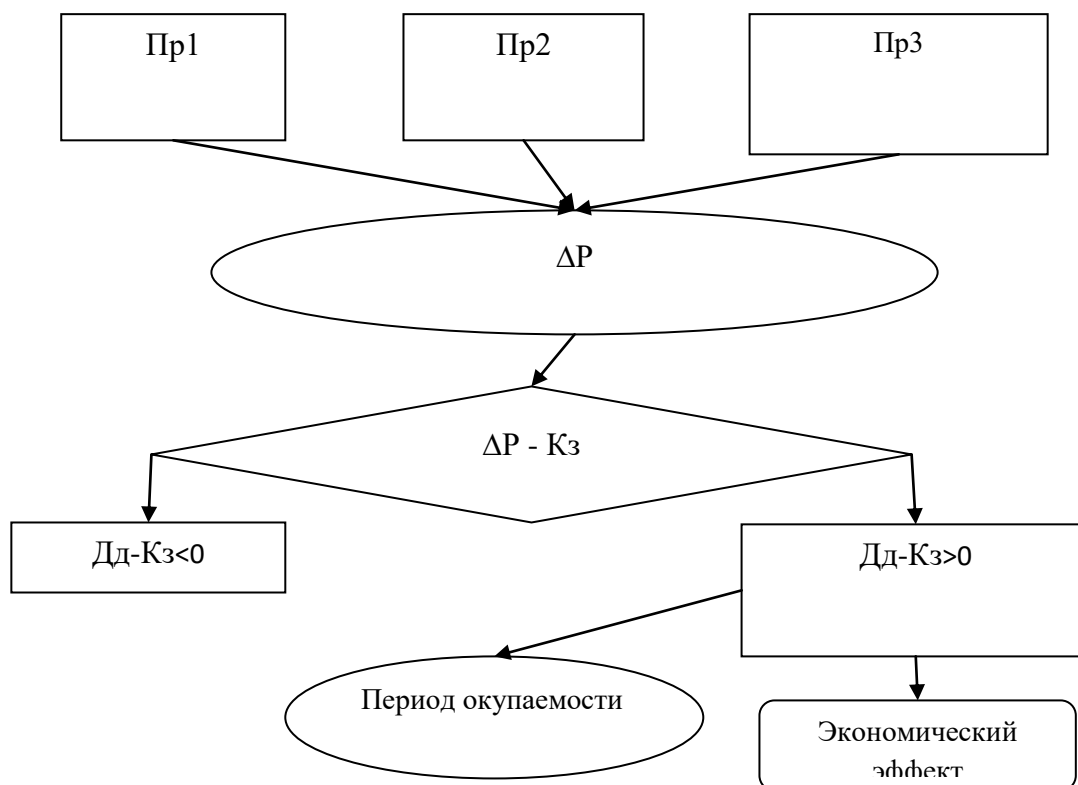 Пр1
Пр2
Пр3
ΔР
ΔР - Кз
Дд-Кз<0
Дд-Кз>0
Период окупаемости
Экономический
эффект